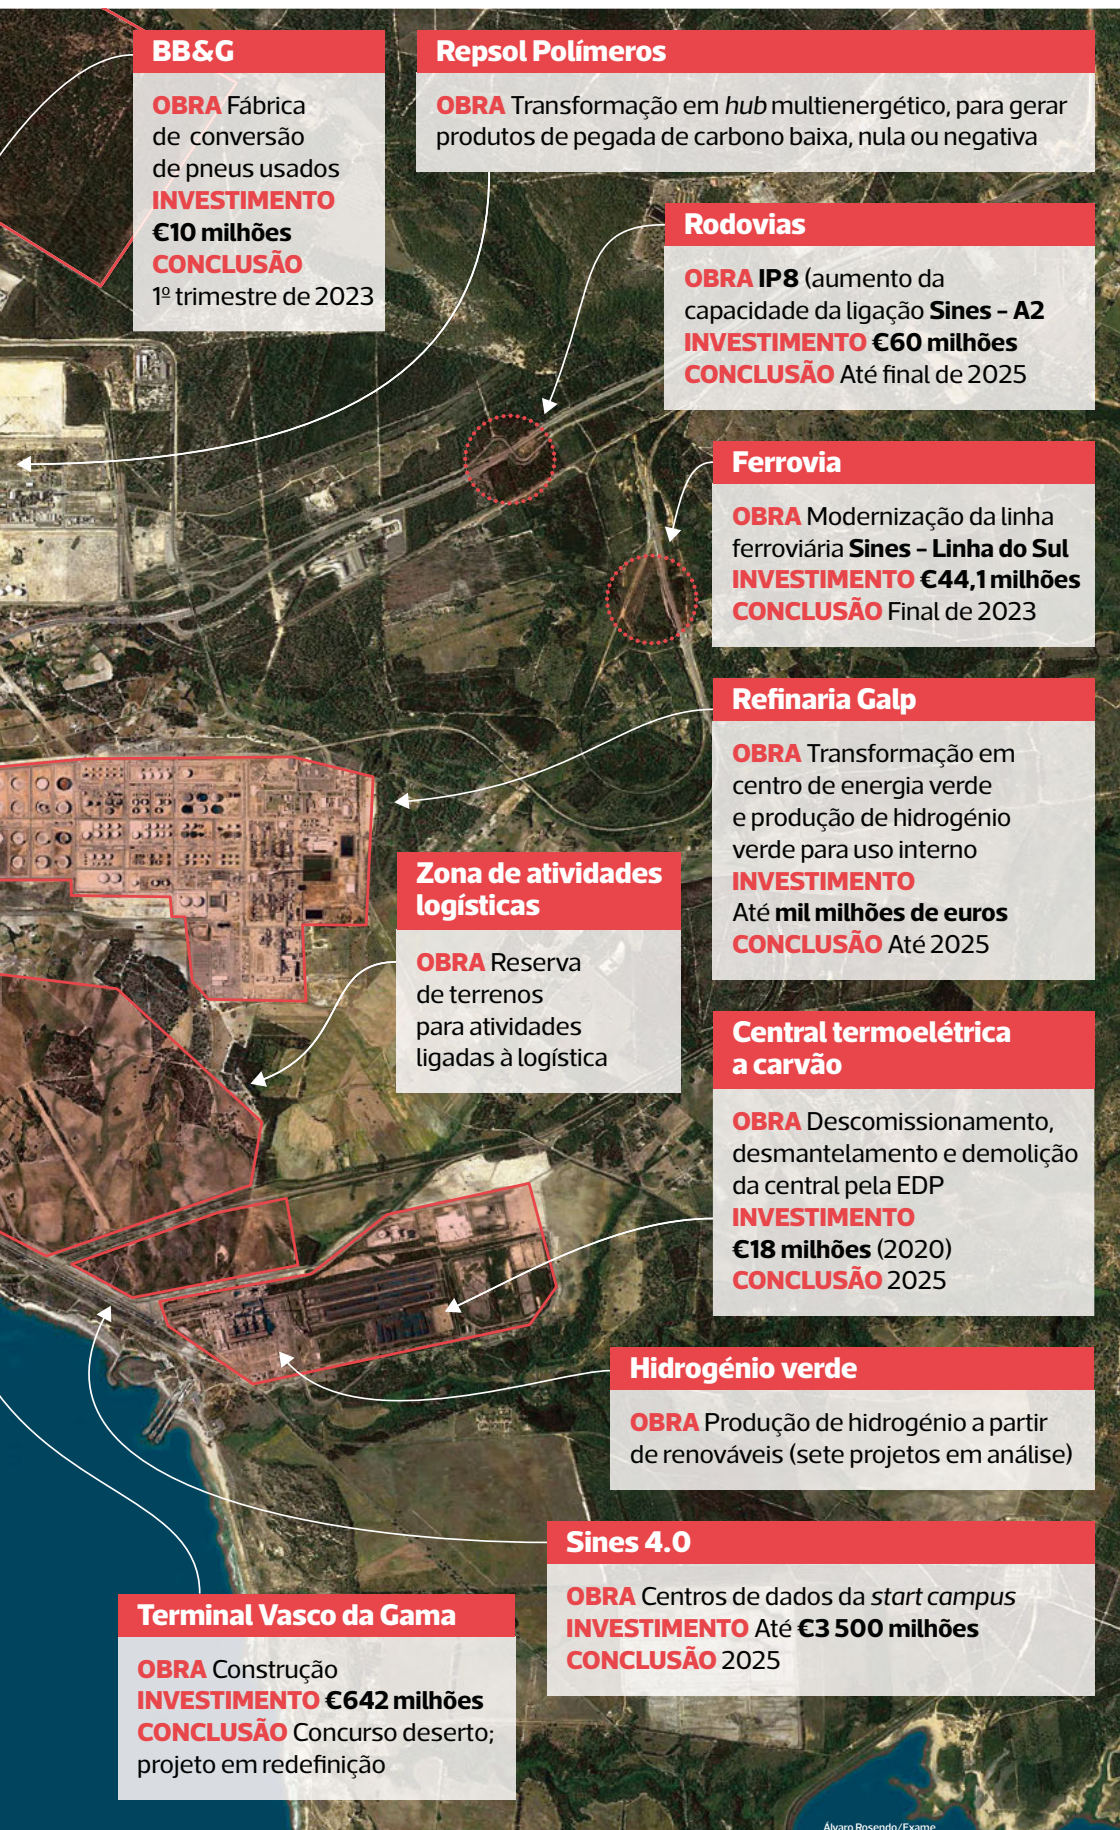 BB&G
OBRA Fábrica
de conversão
de pneus usados
INVESTIMENTO
€10 milhões
CONCLUSÃO
1º trimestre de 2023
Repsol Polímeros
OBRA Transformação em hub multienergético, para gerar
produtos de pegada de carbono baixa, nula ou negativa
Rodovias
OBRA IP8 (aumento da
capacidade da ligação Sines – A2
INVESTIMENTO €60 milhões
CONCLUSÃO Até final de 2025
Ferrovia
OBRA Modernização da linha
ferroviária Sines – Linha do Sul
INVESTIMENTO €44,1 milhões
CONCLUSÃO Final de 2023
Refinaria Galp
OBRA Transformação em
centro de energia verde
e produção de hidrogénio
verde para uso interno
INVESTIMENTO
Até mil milhões de euros
CONCLUSÃO Até 2025
Zona de atividades
logísticas
OBRA Reserva
de terrenos
para atividades
ligadas à logística
Central termoelétrica
a carvão
OBRA Descomissionamento,
desmantelamento e demolição
da central pela EDP
INVESTIMENTO
€18 milhões (2020)
CONCLUSÃO 2025
Hidrogénio verde
OBRA Produção de hidrogénio a partir
de renováveis (sete projetos em análise)
Sines 4.0
OBRA Centros de dados da start campus
INVESTIMENTO Até €3 500 milhões
CONCLUSÃO 2025
Terminal Vasco da Gama
OBRA Construção
INVESTIMENTO €642 milhões
CONCLUSÃO Concurso deserto;
projeto em redefinição
Álvaro Rosendo/Exame